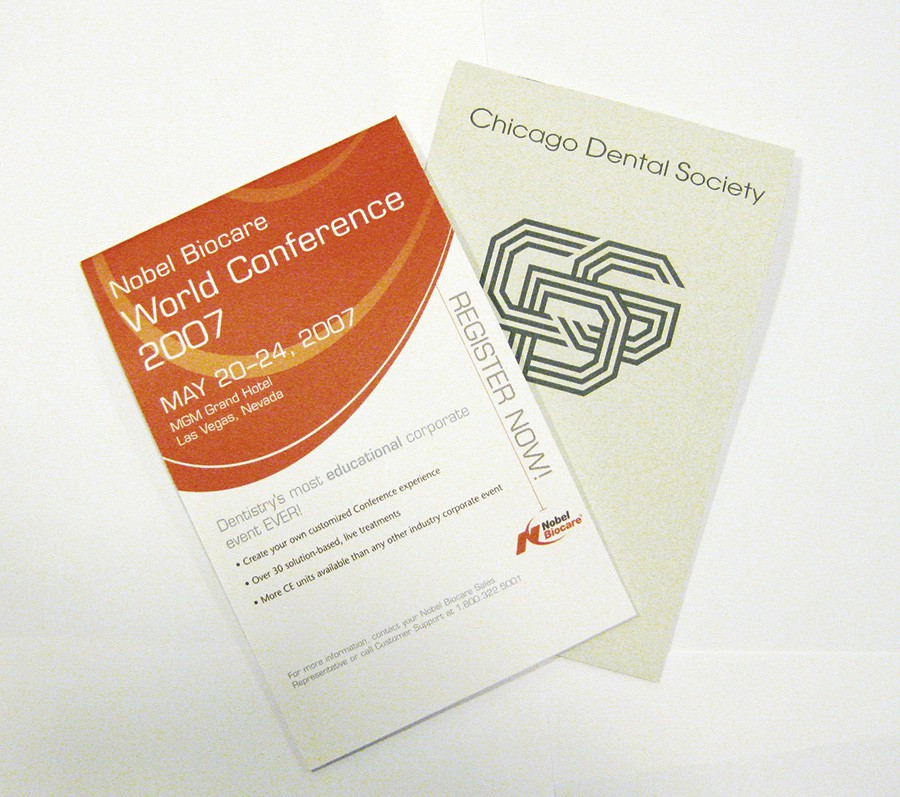 Chicago Dental Society
CDS
Nobel Biocare
World Conference
2007
MAY 20–24, 2007
MGM Grand Hotel
Las Vegas, Nevada
REGISTER NOW!
Dentistry's most educational corporate
event EVER!
• Create your own customized Conference experience
• Over 30 solution-based, live treatments
• More CE units available than any other industry corporate event
Nobel
Biocare™
For more information, contact your Nobel Biocare Sales
Representative or call Customer Support at 1.800.322.5001